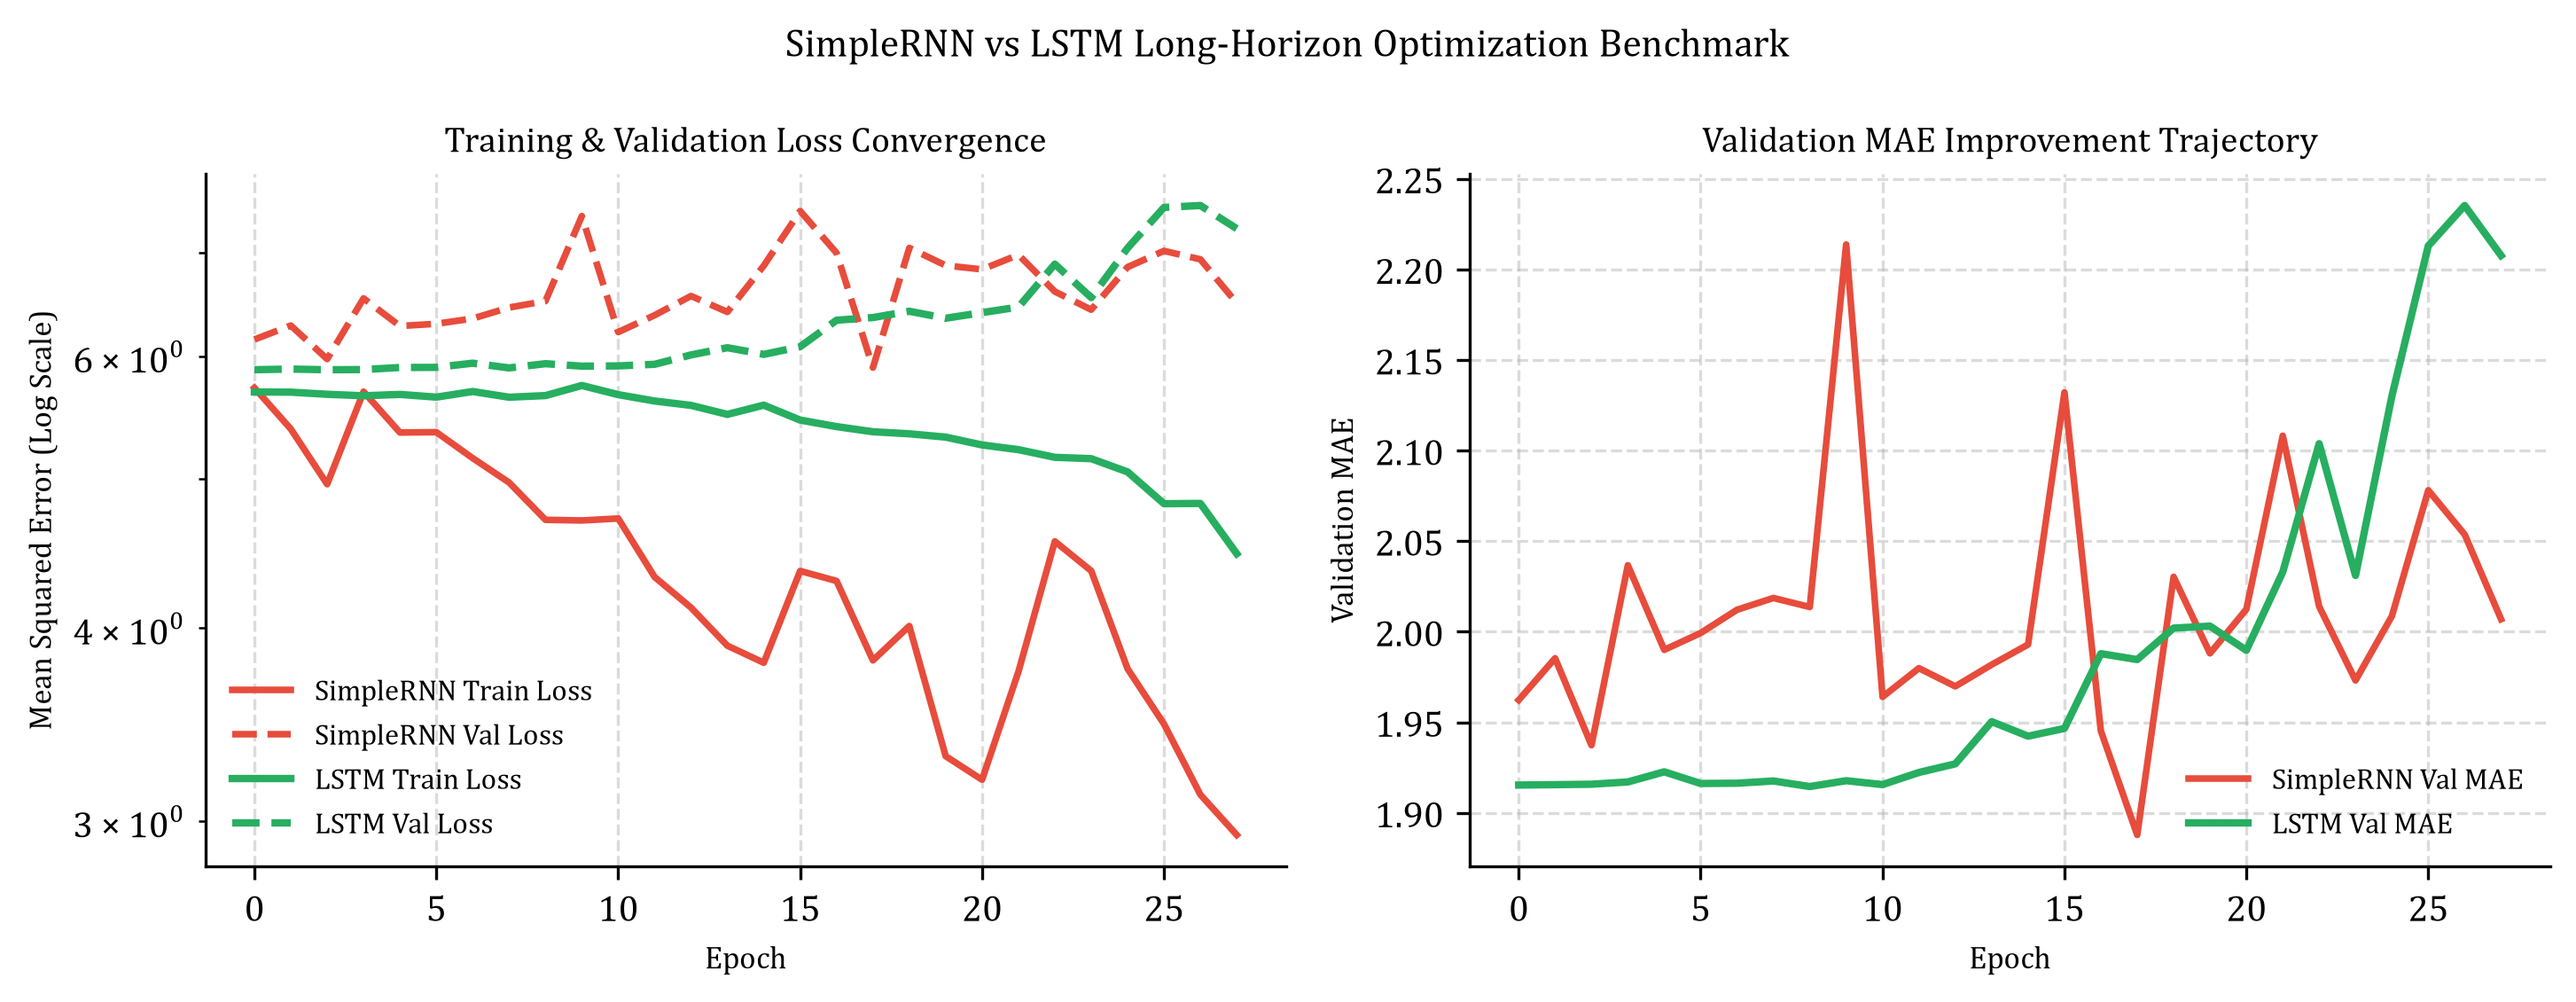 SimpleRNN vs LSTM Long-Horizon Optimization Benchmark
Training & Validation Loss Convergence
Mean Squared Error (Log Scale)
6 × 10⁰
4 × 10⁰
3 × 10⁰
SimpleRNN Train Loss
SimpleRNN Val Loss
LSTM Train Loss
LSTM Val Loss
0 5 10 15 20 25
Epoch
Validation MAE Improvement Trajectory
Validation MAE
2.25
2.20
2.15
2.10
2.05
2.00
1.95
1.90
SimpleRNN Val MAE
LSTM Val MAE
0 5 10 15 20 25
Epoch